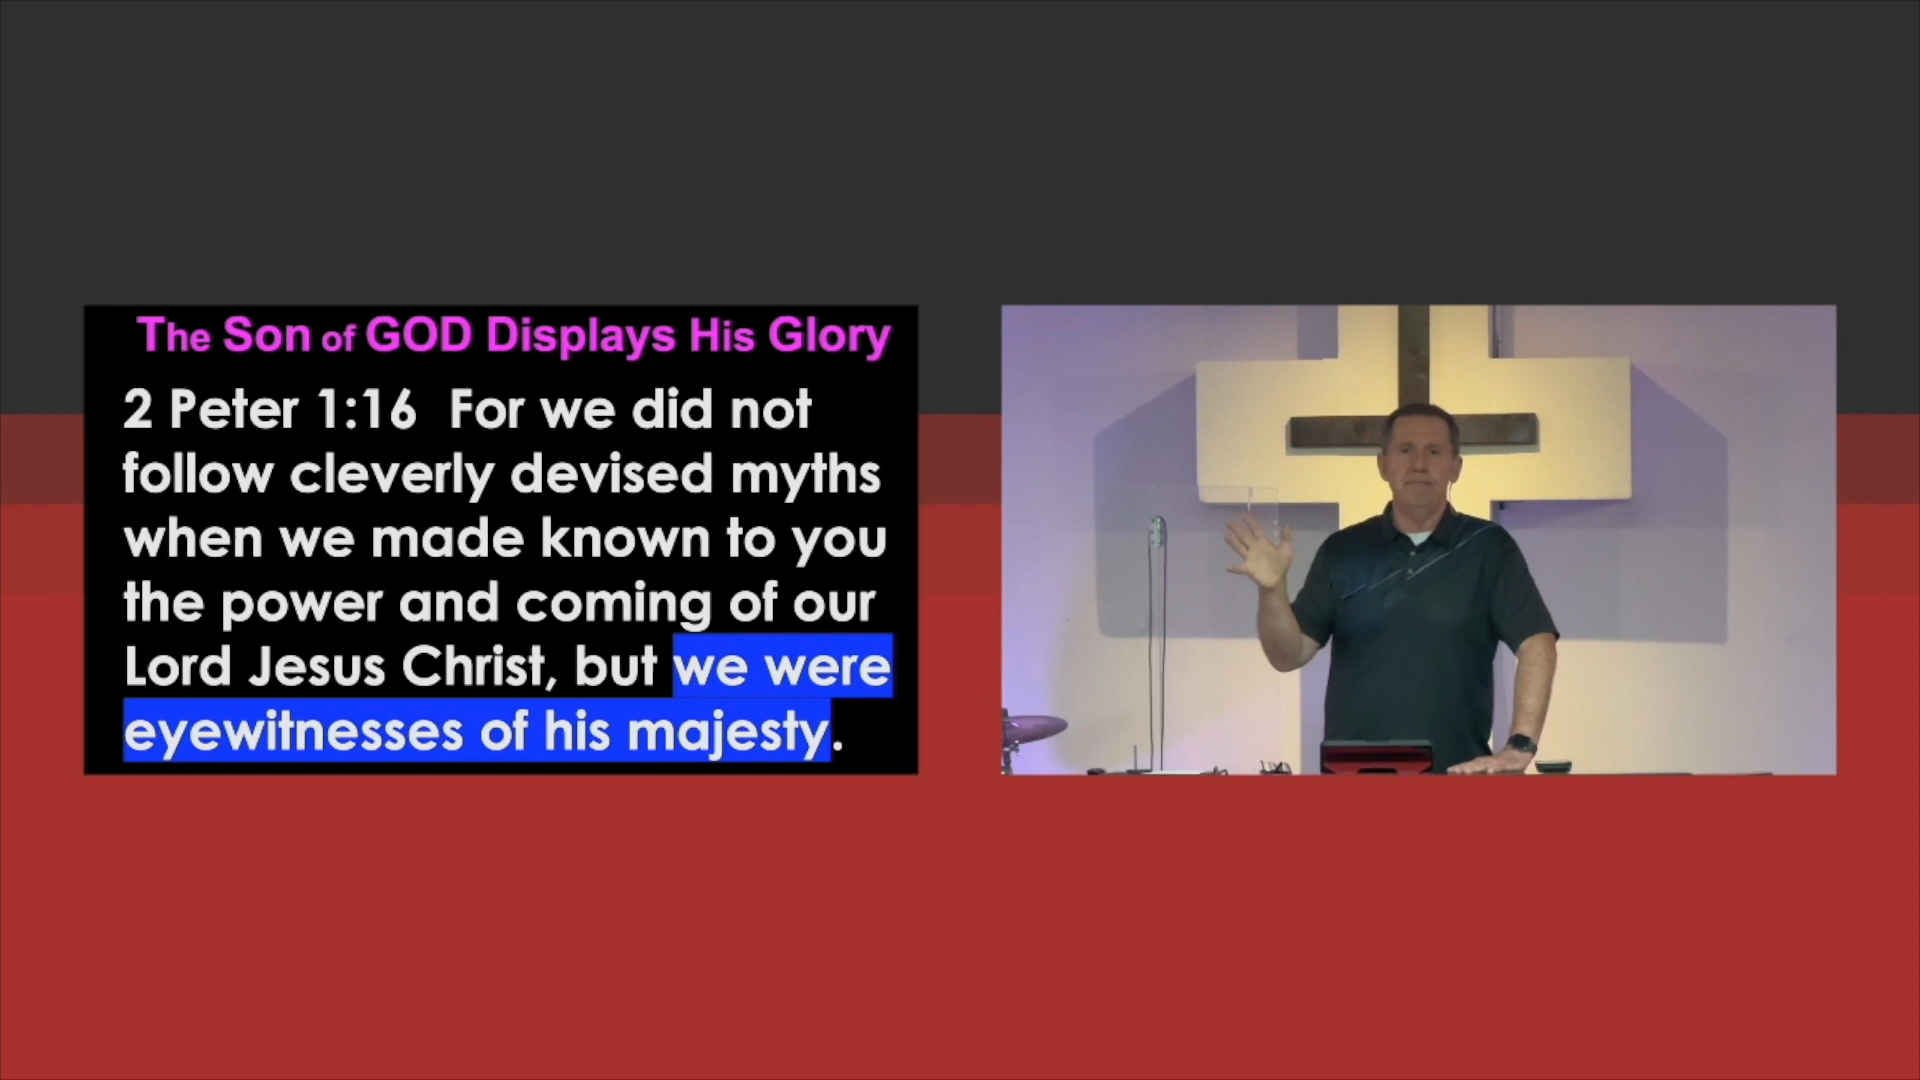 The Son of GOD Displays His Glory
2 Peter 1:16 For we did not
follow cleverly devised myths
when we made known to you
the power and coming of our
Lord Jesus Christ, but we were
eyewitnesses of his majesty.